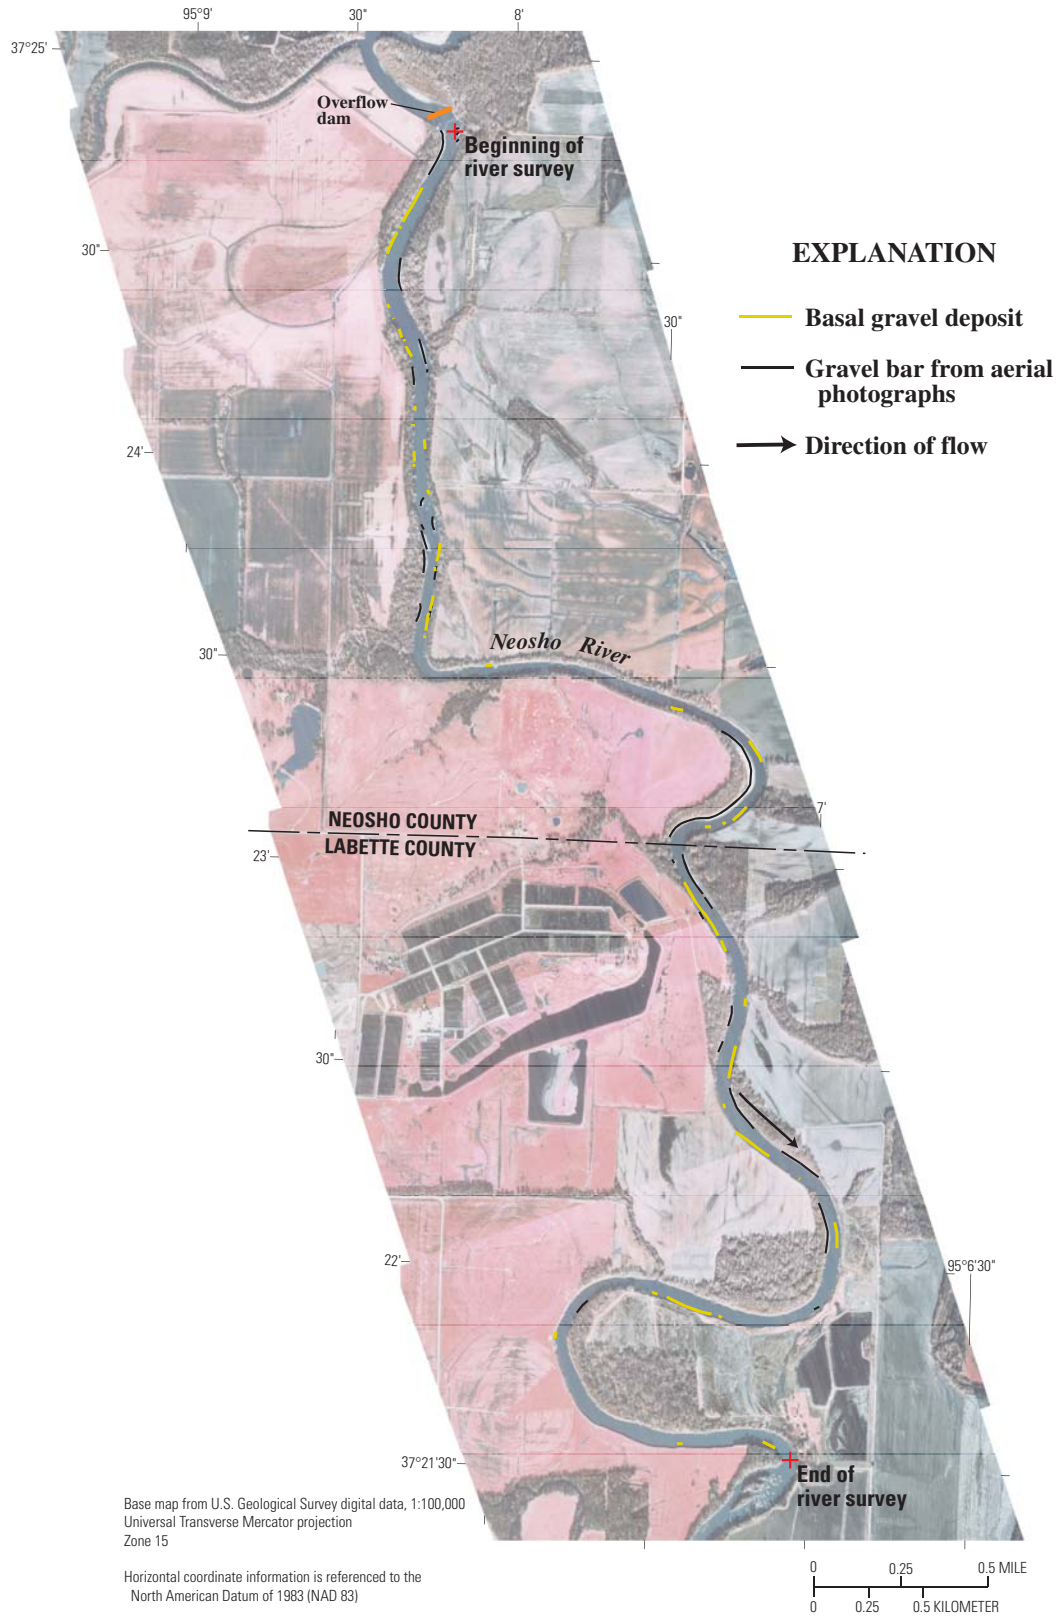 95°9'
30"
8'
37°25'
Overflow
dam
Beginning of
river survey
30"
EXPLANATION
Basal gravel deposit
30"
Gravel bar from aerial
photographs
Direction of flow
24'
Neosho River
30"
7'
NEOSHO COUNTY
LABETTE COUNTY
23'
30"
22'
95°6'30"
37°21'30"
End of
river survey
Base map from U.S. Geological Survey digital data, 1:100,000
Universal Transverse Mercator projection
Zone 15
Horizontal coordinate information is referenced to the
North American Datum of 1983 (NAD 83)
0 0.25 0.5 MILE
0 0.25 0.5 KILOMETER